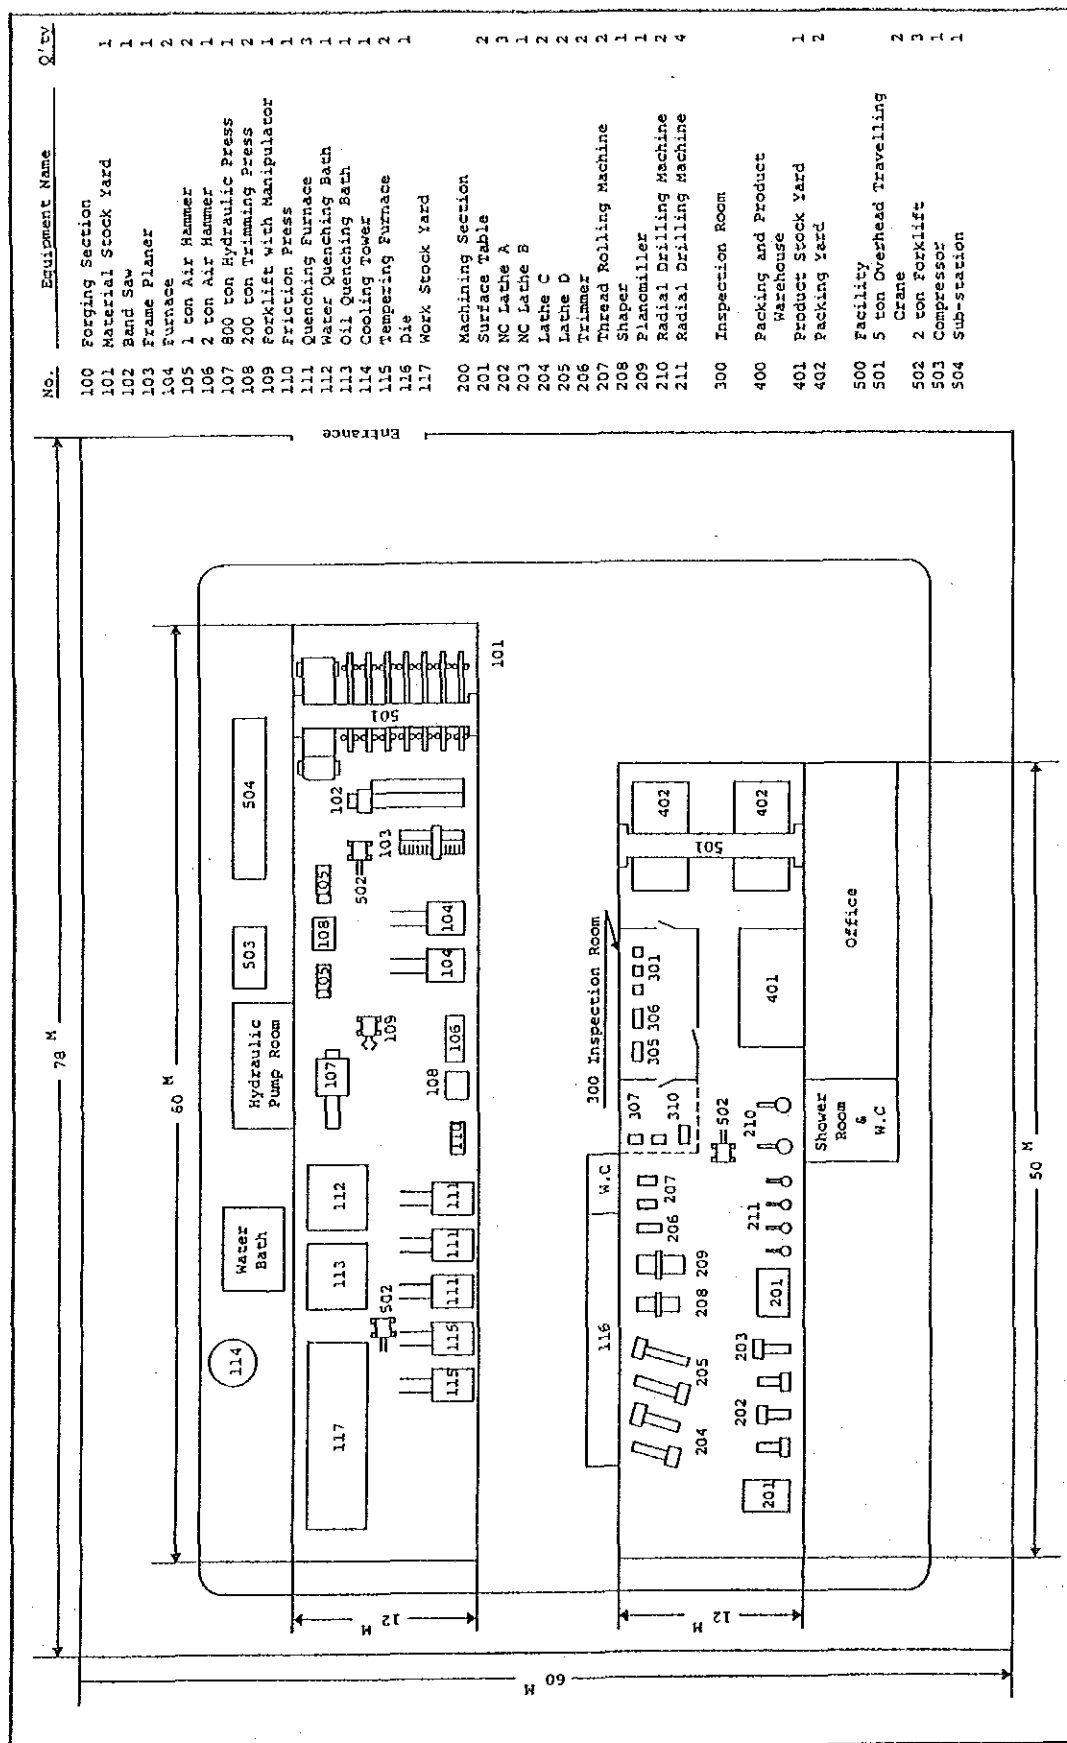 No. Equipment Name Q'ty
100 Forging Section
101 Material Stock Yard 1
102 Band Saw 1
103 Frame Planer 1
104 Furnace 2
105 1 ton Air Hammer 2
106 2 ton Air Hammer 1
107 800 ton Hydraulic Press 1
108 200 ton Trimming Press 2
109 Forklift with Manipulator 1
110 Friction Press 1
111 Quenching Furnace 3
112 Water Quenching Bath 1
113 Oil Quenching Bath 1
114 Cooling Tower 1
115 Tempering Furnace 2
116 Die 1
117 Work Stock Yard
200 Machining Section
201 Surface Table 2
202 NC Lathe A 3
203 NC Lathe B 1
204 Lathe C 2
205 Lathe D 2
206 Trimmer 2
207 Thread Rolling Machine 2
208 Shaper 1
209 Planomiller 1
210 Radial Drilling Machine 2
211 Radial Drilling Machine 4
300 Inspection Room
400 Packing and Product
Warehouse
401 Product Stock Yard 1
402 Packing Yard 2
500 Facility
501 5 ton Overhead Travelling
Crane 2
502 2 ton Forklift 3
503 Compressor 1
504 Sub-station 1
Entrance
78 M
60 M
60 M
12 M
12 M
50 M
114
Water
Bath
Hydraulic
Pump Room
503
504
117
113
112
107
105
108
105
102
501
101
502
109
502
103
115
115
111
111
111
110
108
106
104
104
116
W.C
300 Inspection Room
204
205
208
209
206
207
307
310
305
306
301
402
402
501
502
201
202
203
201
211
210
401
Shower
Room
&
W.C
Office